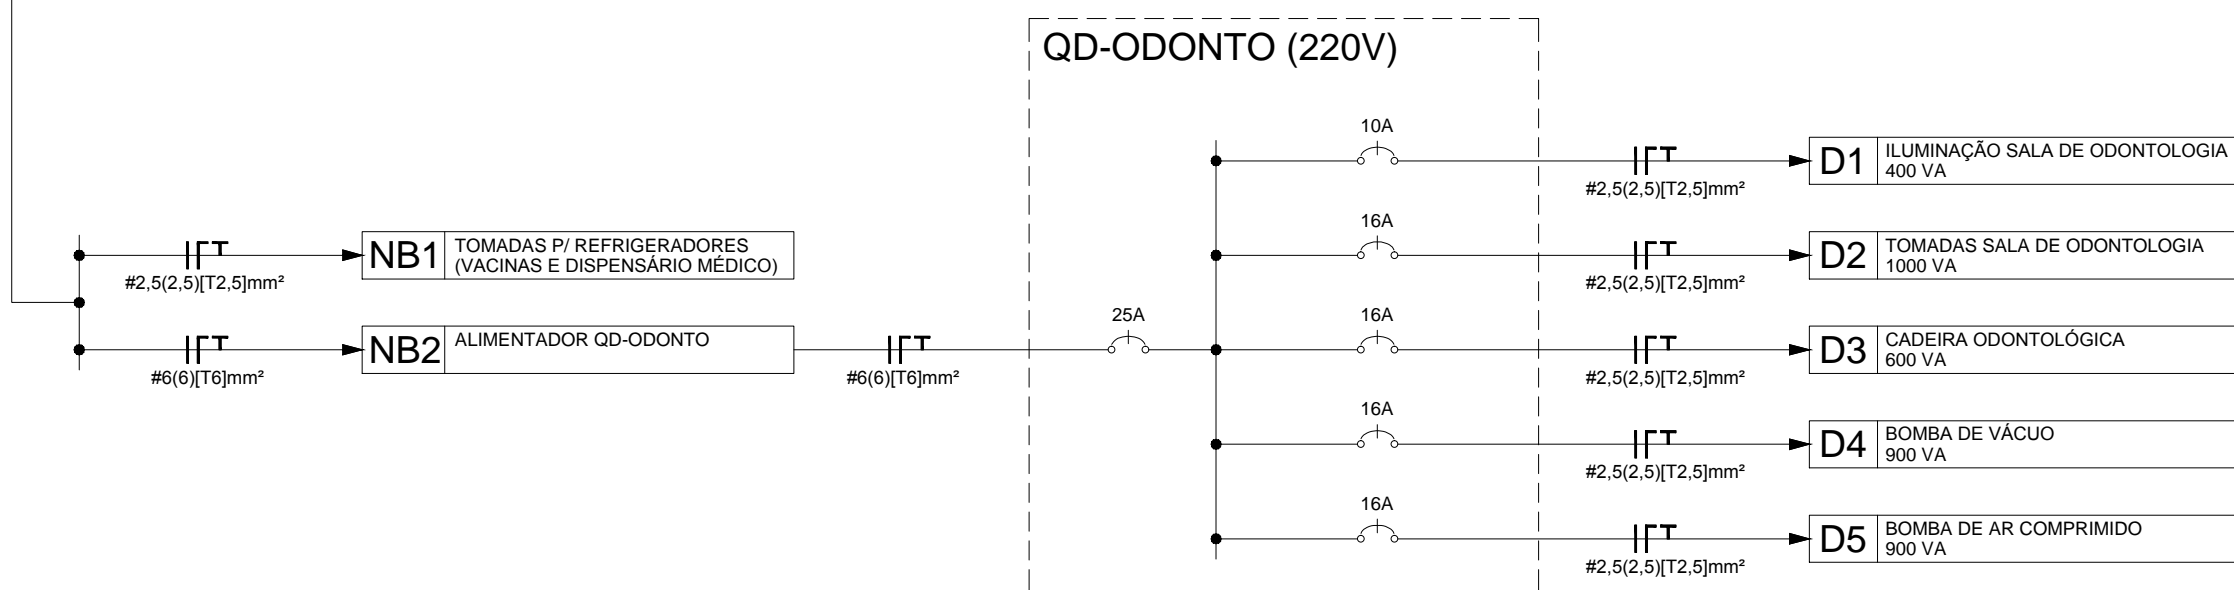 QD-ODONTO (220V)
10A
#2,5(2,5)[T2,5]mm²
D1
ILUMINAÇÃO SALA DE ODONTOLOGIA
400 VA
#2,5(2,5)[T2,5]mm²
NB1
TOMADAS P/ REFRIGERADORES
(VACINAS E DISPENSÁRIO MÉDICO)
16A
#2,5(2,5)[T2,5]mm²
D2
TOMADAS SALA DE ODONTOLOGIA
1000 VA
#6(6)[T6]mm²
NB2
ALIMENTADOR QD-ODONTO
#6(6)[T6]mm²
25A
16A
#2,5(2,5)[T2,5]mm²
D3
CADEIRA ODONTOLÓGICA
600 VA
16A
#2,5(2,5)[T2,5]mm²
D4
BOMBA DE VÁCUO
900 VA
16A
#2,5(2,5)[T2,5]mm²
D5
BOMBA DE AR COMPRIMIDO
900 VA